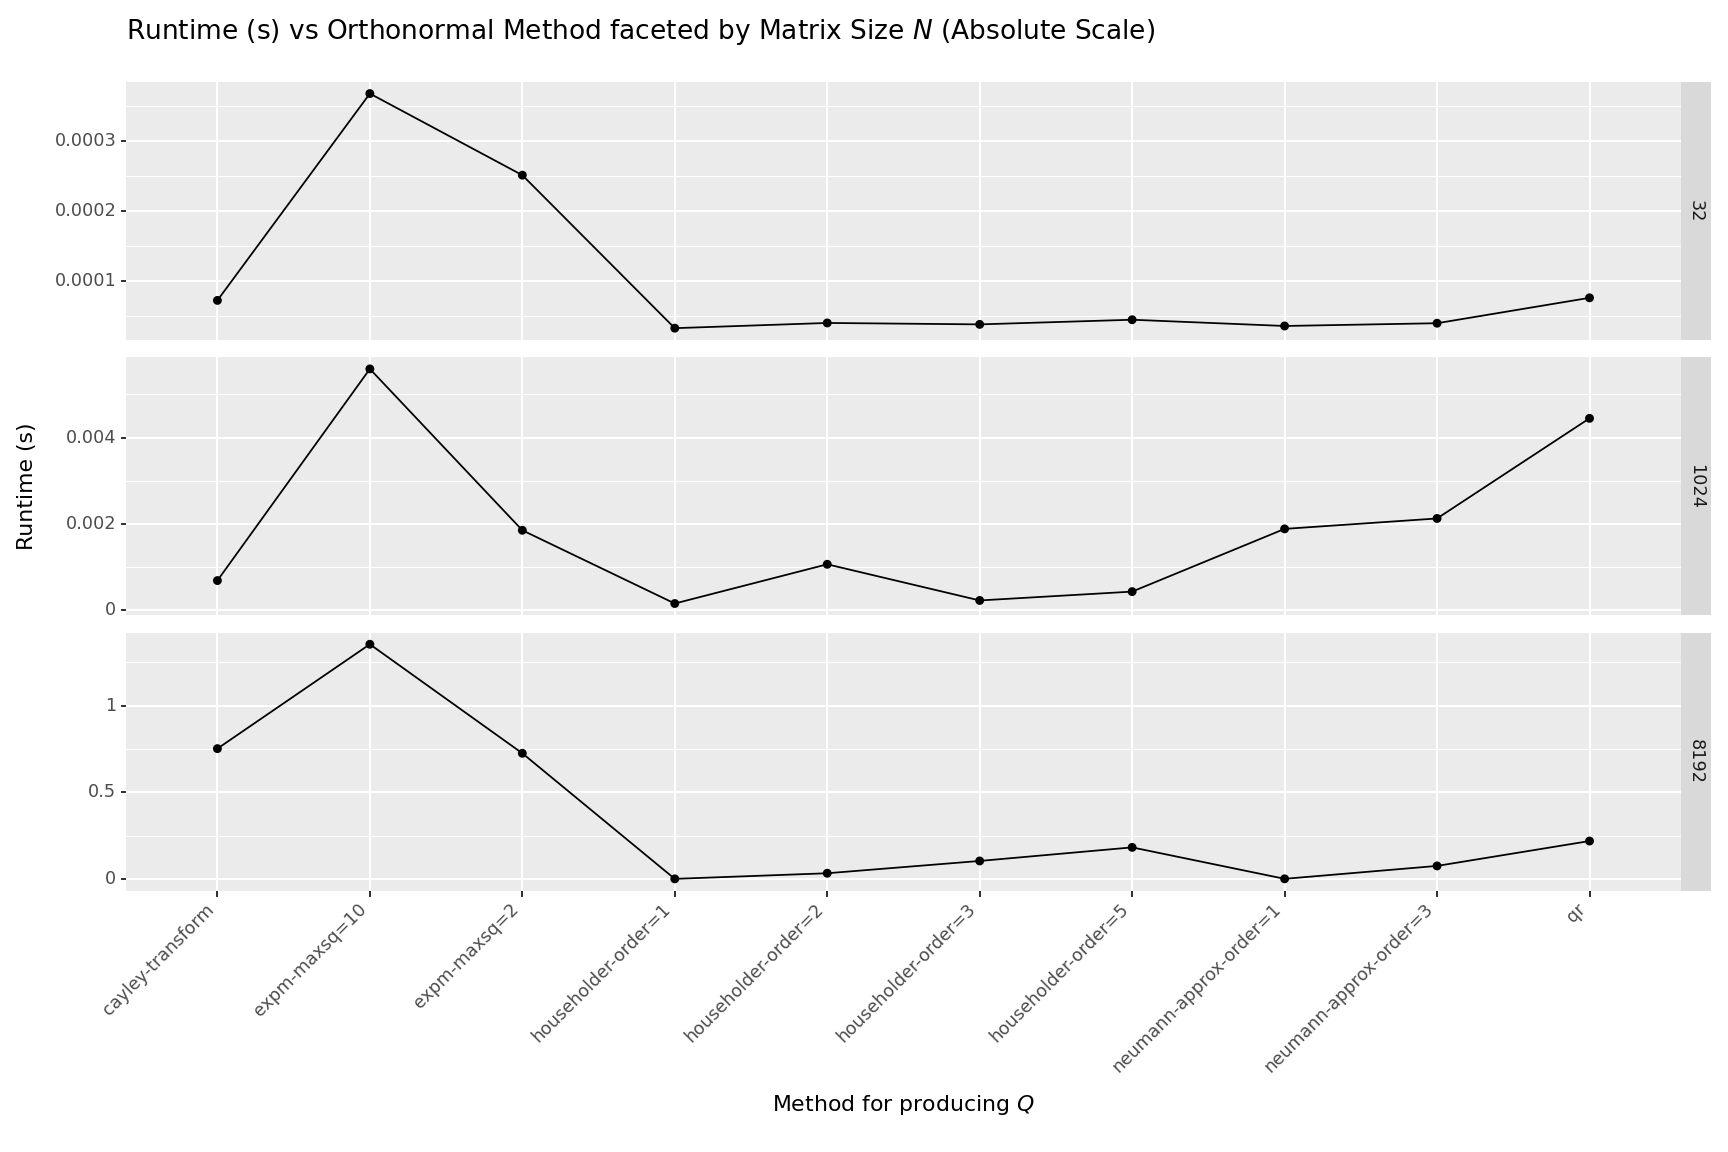 Runtime (s) vs Orthonormal Method faceted by Matrix Size N (Absolute Scale)
0.0003
0.0002
0.0001
32
0.004
0.002
0
1024
1
0.5
0
8192
Runtime (s)
cayley-transform
expm-maxsq=10
expm-maxsq=2
householder-order=1
householder-order=2
householder-order=3
householder-order=5
neumann-approx-order=1
neumann-approx-order=3
qr
Method for producing Q